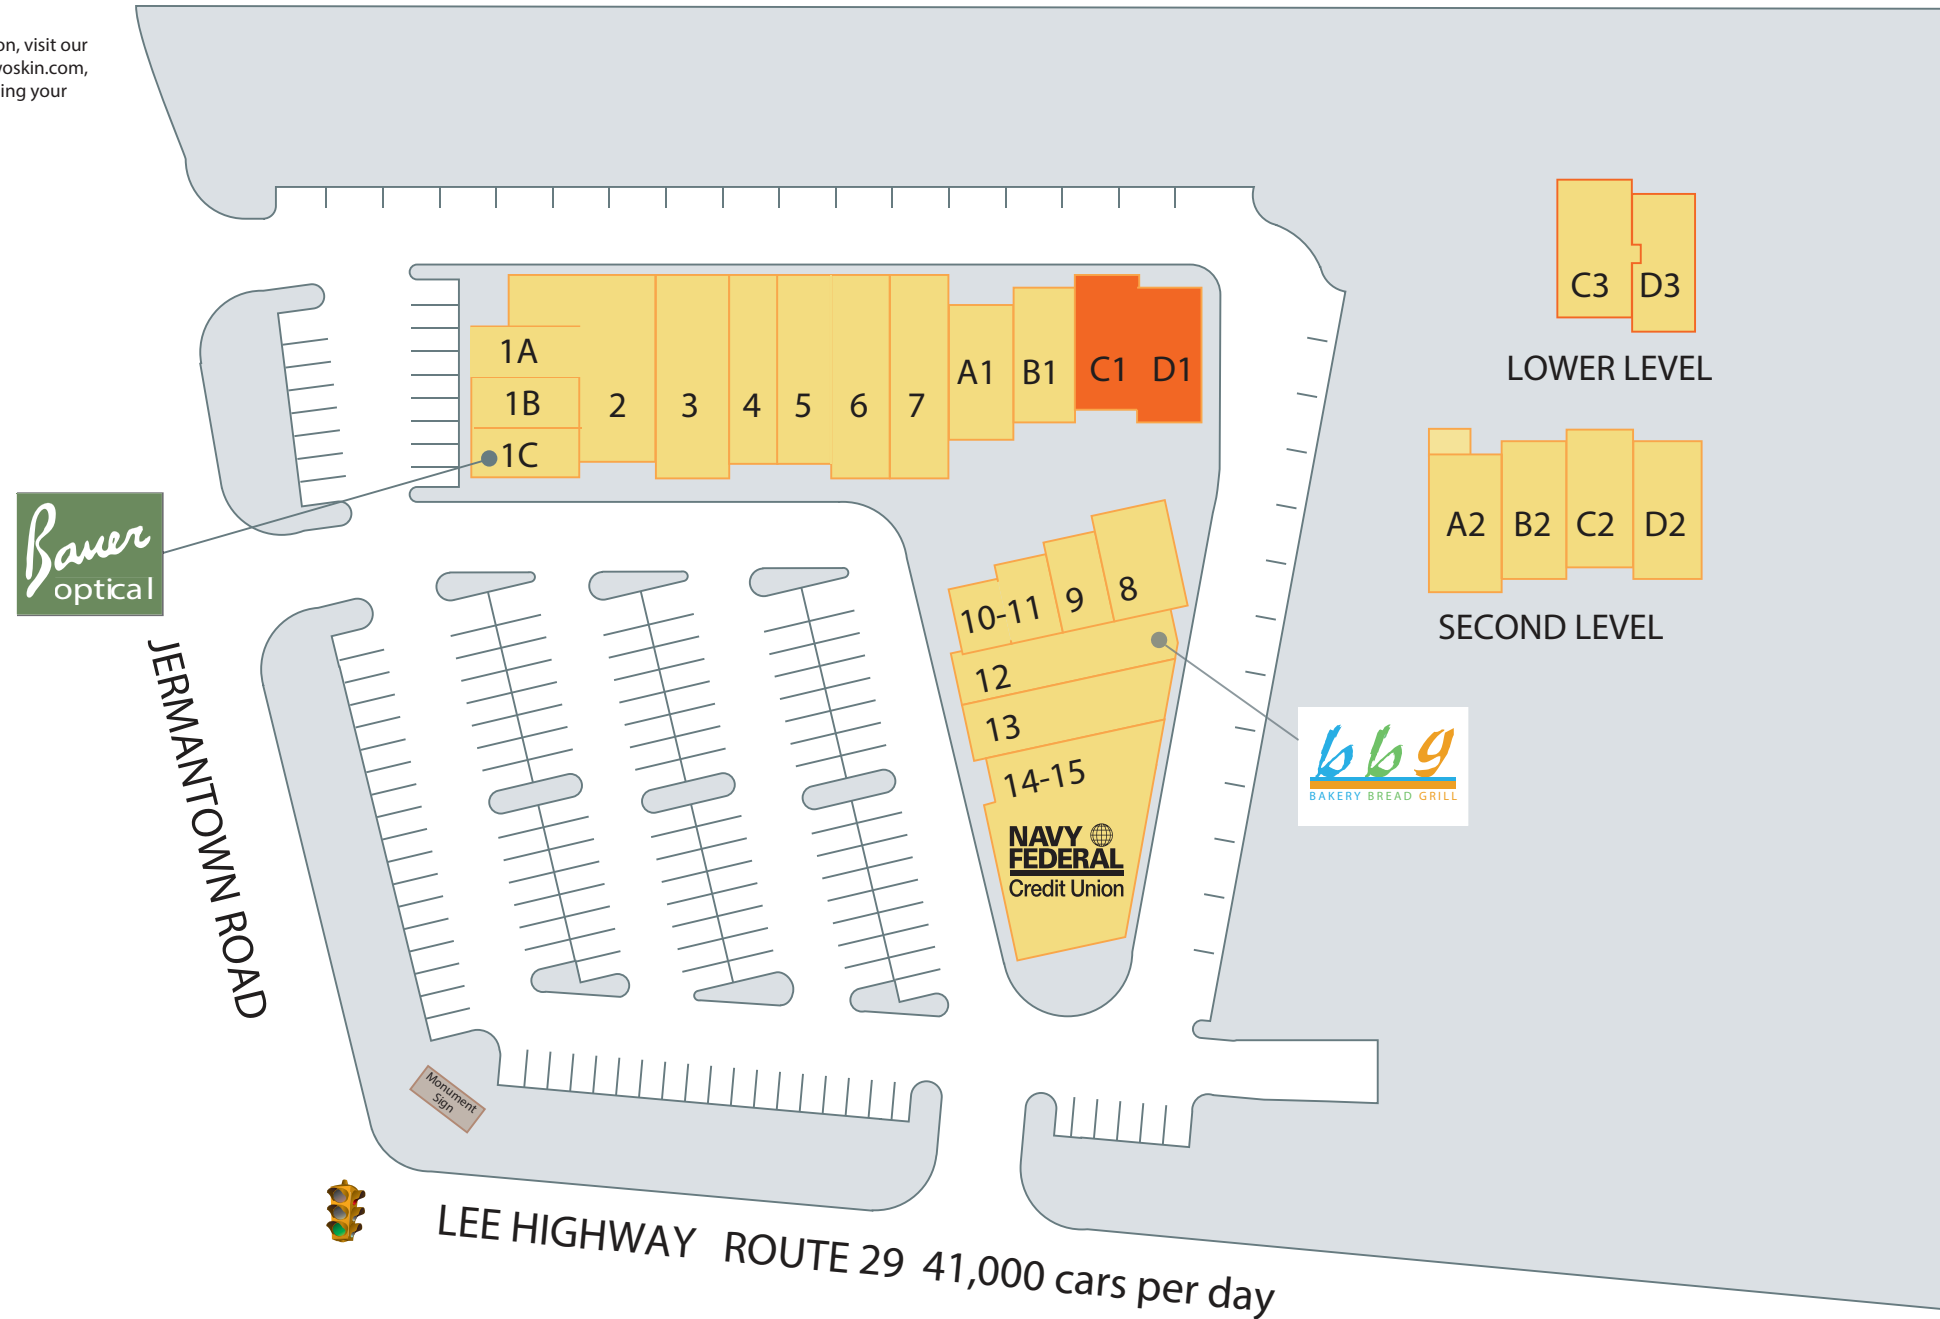 on, visit our
voskin.com,
ing your
C3
D3
LOWER LEVEL
1A
1B
1C
2
3
4
5
6
7
A1
B1
C1
D1
A2
B2
C2
D2
SECOND LEVEL
Bauer
optical
10-11
9
8
12
13
14-15
NAVY
FEDERAL
Credit Union
bbg
BAKERY BREAD GRILL
JERMANTOWN ROAD
Monument
Sign
LEE HIGHWAY ROUTE 29 41,000 cars per day